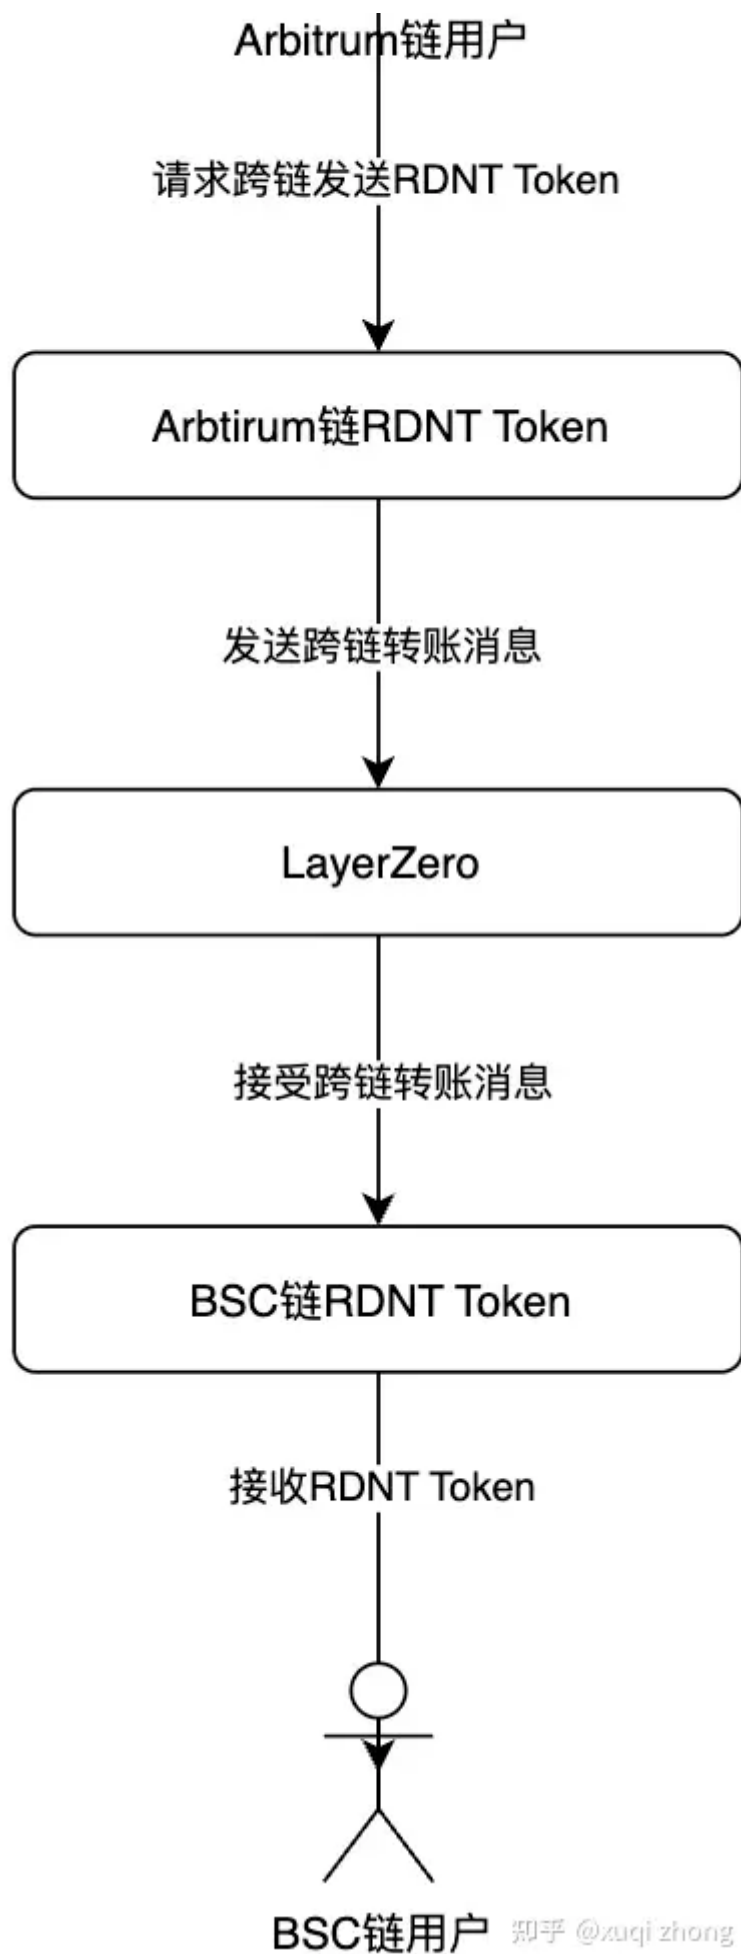 Arbitrum链用户
请求跨链发送RDNT Token
Arbtirum链RDNT Token
发送跨链转账消息
LayerZero
接受跨链转账消息
BSC链RDNT Token
接收RDNT Token
BSC链用户
知乎 @xuqi zhong